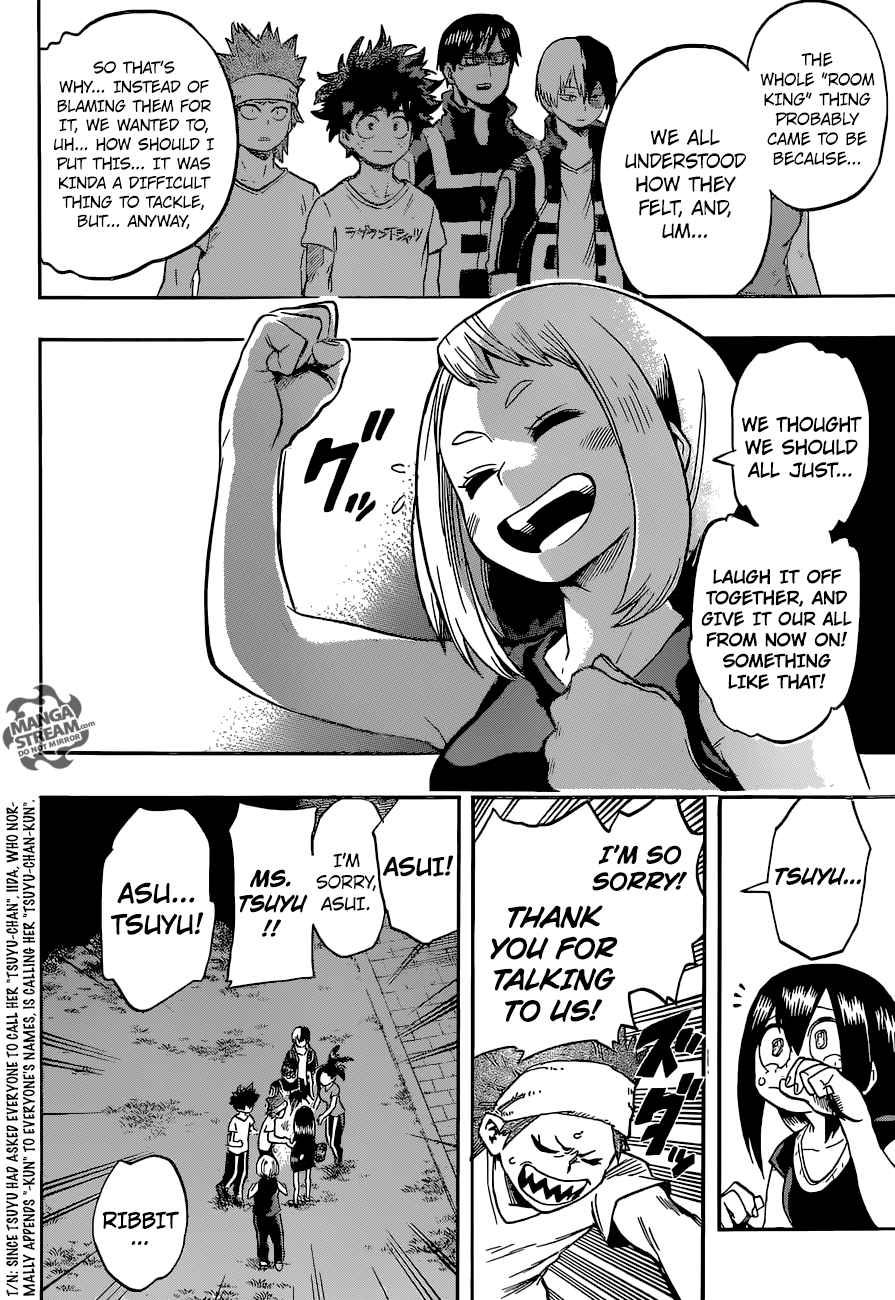 THE
WHOLE "ROOM
KING" THING
PROBABLY
CAME TO BE
BECAUSE...
WE ALL
UNDERSTOOD
HOW THEY
FELT, AND,
UM...
SO THAT'S
WHY... INSTEAD OF
BLAMING THEM FOR
IT, WE WANTED TO,
UH... HOW SHOULD I
PUT THIS... IT WAS
KINDA A DIFFICULT
THING TO TACKLE,
BUT... ANYWAY,
WE THOUGHT
WE SHOULD
ALL JUST...
LAUGH IT OFF
TOGETHER, AND
GIVE IT OUR ALL
FROM NOW ON!
SOMETHING
LIKE THAT!
グッ
MANGA
STREAM.com
DO NOT MIRROR
TSUYU...
I'M SO
SORRY!
THANK
YOU FOR
TALKING
TO US!
ズダダ
ASUI!
I'M
SORRY,
ASUI.
MS.
TSUYU
!!
ASU...
TSUYU!
RIBBIT
...
T/N: SINCE TSUYU HAD ASKED EVERYONE TO CALL HER "TSUYU-CHAN", IIDA, WHO NOR-
MALLY APPENDS "-KUN" TO EVERYONE'S NAMES, IS CALLING HER "TSUYU-CHAN-KUN".